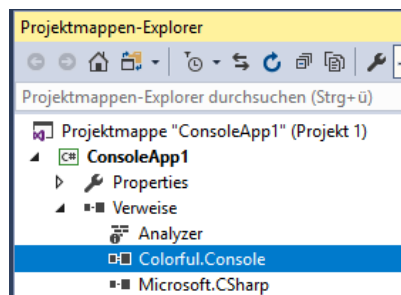 Projektmappen-Explorer
Projektmappen-Explorer durchsuchen (Strg+ü)
Projektmappe "ConsoleApp1" (Projekt 1)
C# ConsoleApp1
Properties
Verweise
Analyzer
Colorful.Console
Microsoft.CSharp